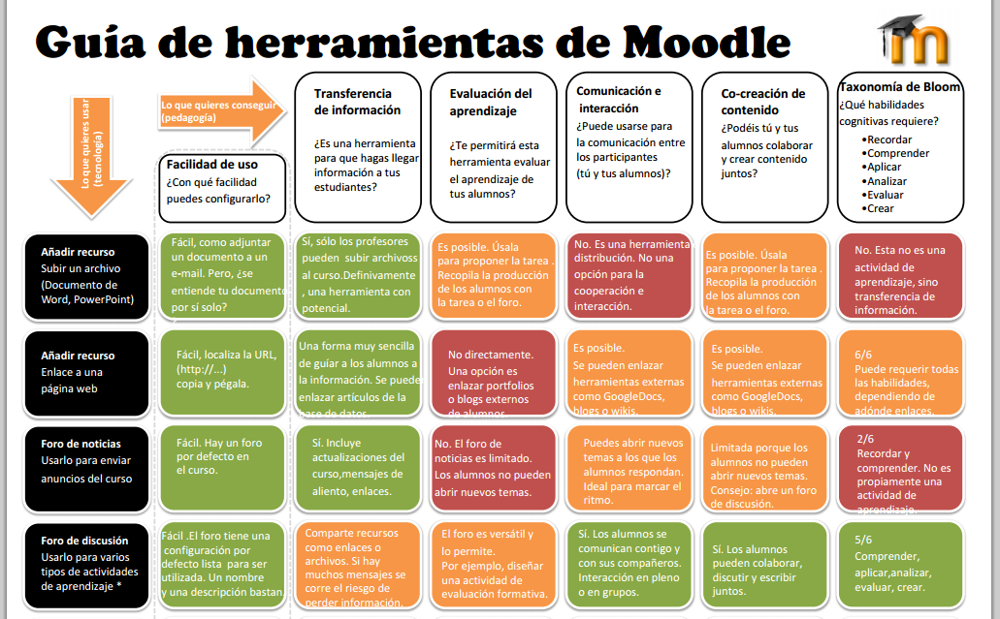 Guía de herramientas de Moodle
m
Lo que quieres usar
(tecnología)
Lo que quieres conseguir
(pedagogía)
Facilidad de uso
¿Con qué facilidad
puedes configurarlo?
Transferencia
de información
¿Es una herramienta
para que hagas llegar
información a tus
estudiantes?
Evaluación del
aprendizaje
¿Te permitirá esta
herramienta evaluar
el aprendizaje de
tus alumnos?
Comunicación e
interacción
¿Puede usarse para
la comunicación entre
los participantes
(tú y tus alumnos)?
Co-creación de
contenido
¿Podéis tú y tus
alumnos colaborar
y crear contenido
juntos?
Taxonomía de Bloom
¿Qué habilidades
cognitivas requiere?
•Recordar
•Comprender
•Aplicar
•Analizar
•Evaluar
•Crear
Añadir recurso
Subir un archivo
(Documento de
Word, PowerPoint)
Fácil, como adjuntar
un documento a un
e-mail. Pero, ¿se
entiende tu documento
por sí solo?
Sí, sólo los profesores
pueden subir archivoss
al curso.Definivamente
, una herramienta con
potencial.
Es posible. Úsala
para proponer la tarea .
Recopila la producción
de los alumnos con
la tarea o el foro.
No. Es una herramienta
distribución. No una
opción para la
cooperación e
interacción.
Es posible. Úsala
para proponer la tarea .
Recopila la producción
de los alumnos con
la tarea o el foro.
No. Esta no es una
actividad de
aprendizaje, sino
transferencia de
información.
Añadir recurso
Enlace a una
página web
Fácil, localiza la URL,
(http://...)
copia y pégala.
Una forma muy sencilla
de guíar a los alumnos a
la información. Se pueden
enlazar artículos de la
base de datos.
No directamente.
Una opción es
enlazar portfolios
o blogs externos
de alumnos.
Es posible.
Se pueden enlazar
herramientas externas
como GoogleDocs,
blogs o wikis.
Es posible.
Se pueden enlazar
herramientas externas
como GoogleDocs,
blogs o wikis.
6/6
Puede requerir todas
las habilidades,
dependiendo de
adónde enlaces.
Foro de noticias
Usarlo para enviar
anuncios del curso
Fácil. Hay un foro
por defecto en
el curso.
Sí. Incluye
actualizaciones del
curso,mensajes de
aliento, enlaces.
No. El foro de
noticias es limitado.
Los alumnos no pueden
abrir nuevos temas.
Puedes abrir nuevos
temas a los que los
alumnos respondan.
Ideal para marcar el
ritmo.
Limitada porque los
alumnos no pueden
abrir nuevos temas.
Consejo: abre un foro
de discusión.
2/6
Recordar y
comprender. No es
propiamente una
actividad de
aprendizaje.
Foro de discusión
Usarlo para varios
tipos de actividades
de aprendizaje *
Fácil .El foro tiene una
configuración por
defecto lista para ser
utilizada. Un nombre
y una descripción bastan.
Comparte recursos
como enlaces o
archivos. Si hay
muchos mensajes se
corre el riesgo de
perder información.
El foro es versátil y
lo permite.
Por ejemplo, diseñar
una actividad de
evaluación formativa.
Sí. Los alumnos se
comunican contigo y
con sus compañeros.
Interacción en pleno
o en grupos.
Sí. Los alumnos
pueden colaborar,
discutir y escribir
juntos.
5/6
Comprender,
aplicar,analizar,
evaluar, crear.